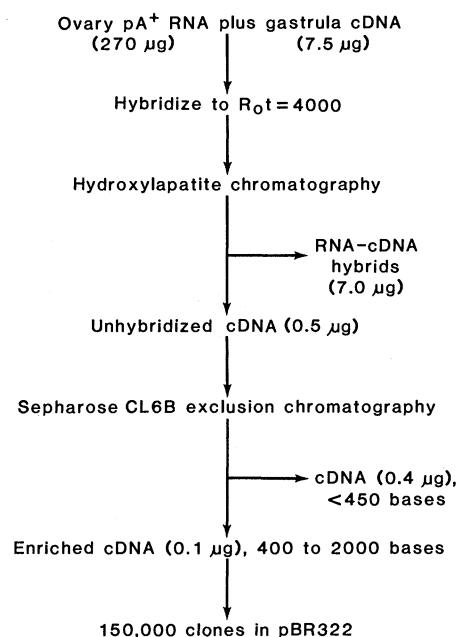 Ovary pA⁺ RNA plus gastrula cDNA
(270 µg) (7.5 µg)
Hybridize to R₀t = 4000
Hydroxylapatite chromatography
RNA-cDNA
hybrids
(7.0 µg)
Unhybridized cDNA (0.5 µg)
Sepharose CL6B exclusion chromatography
cDNA (0.4 µg),
<450 bases
Enriched cDNA (0.1 µg), 400 to 2000 bases
150,000 clones in pBR322